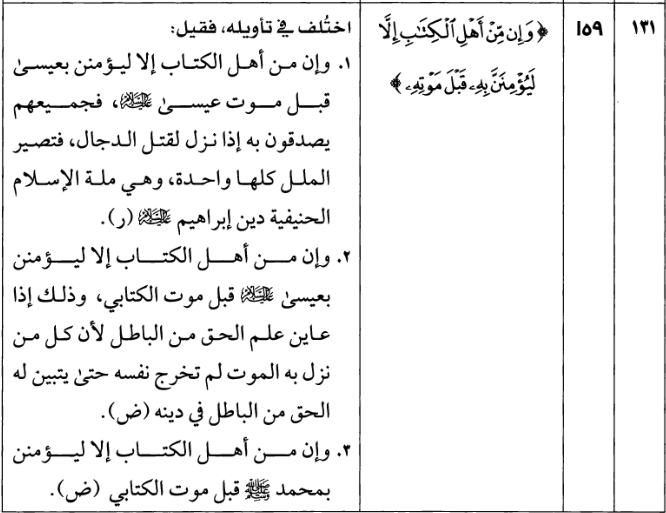 ١٣١
١٥٩
﴿ وَإِن مِّنْ أَهْلِ ٱلْكِتَٰبِ إِلَّا
لَيُؤْمِنَنَّ بِهِۦ قَبْلَ مَوْتِهِۦ ﴾
اختُلف في تأويله، فقيل:
١. وإن من أهل الكتاب إلا ليؤمنن بعيسىٰ
قبل موت عيسىٰ عليه السلام، فجميعهم
يصدقون به إذا نزل لقتل الدجال، فتصير
الملل كلها واحدة، وهي ملة الإسلام
الحنيفية دين إبراهيم عليه السلام (ر).
٢. وإن من أهل الكتاب إلا ليؤمنن
بعيسىٰ عليه السلام قبل موت الكتابي، وذلك إذا
عاين علم الحق من الباطل لأن كل من
نزل به الموت لم تخرج نفسه حتىٰ يتبين له
الحق من الباطل في دينه (ض).
٣. وإن من أهل الكتاب إلا ليؤمنن
بمحمد ﷺ قبل موت الكتابي (ض).